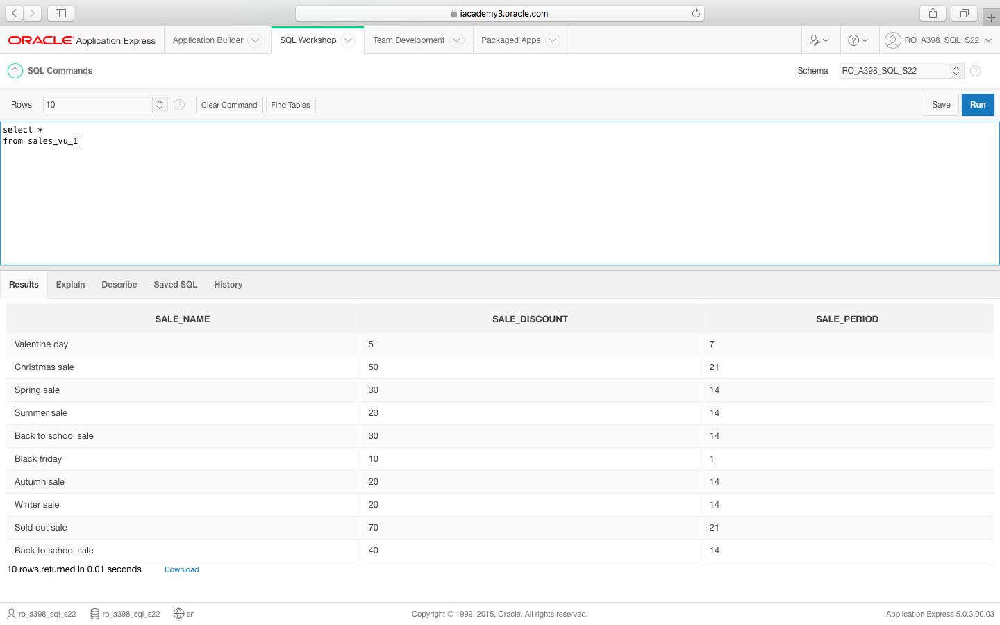 iacademy3.oracle.com
ORACLE Application Express Application Builder SQL Workshop Team Development Packaged Apps RO_A398_SQL_S22
SQL Commands Schema RO_A398_SQL_S22
Rows 10 Clear Command Find Tables Save Run
select *
from sales_vu_1
Results Explain Describe Saved SQL History
SALE_NAME SALE_DISCOUNT SALE_PERIOD
Valentine day 5 7
Christmas sale 50 21
Spring sale 30 14
Summer sale 20 14
Back to school sale 30 14
Black friday 10 1
Autumn sale 20 14
Winter sale 20 14
Sold out sale 70 21
Back to school sale 40 14
10 rows returned in 0.01 seconds Download
ro_a398_sql_s22 ro_a398_sql_s22 en Copyright © 1999, 2015, Oracle. All rights reserved. Application Express 5.0.3.00.03